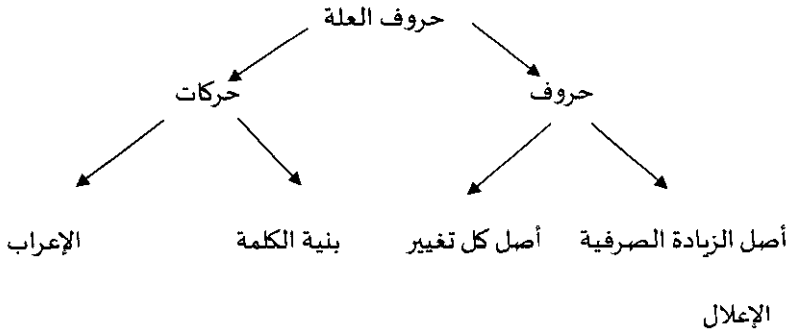 حروف العلة
حروف حركات
أصل الزيادة الصرفية أصل كل تغيير بنية الكلمة الإعراب
الإعلال